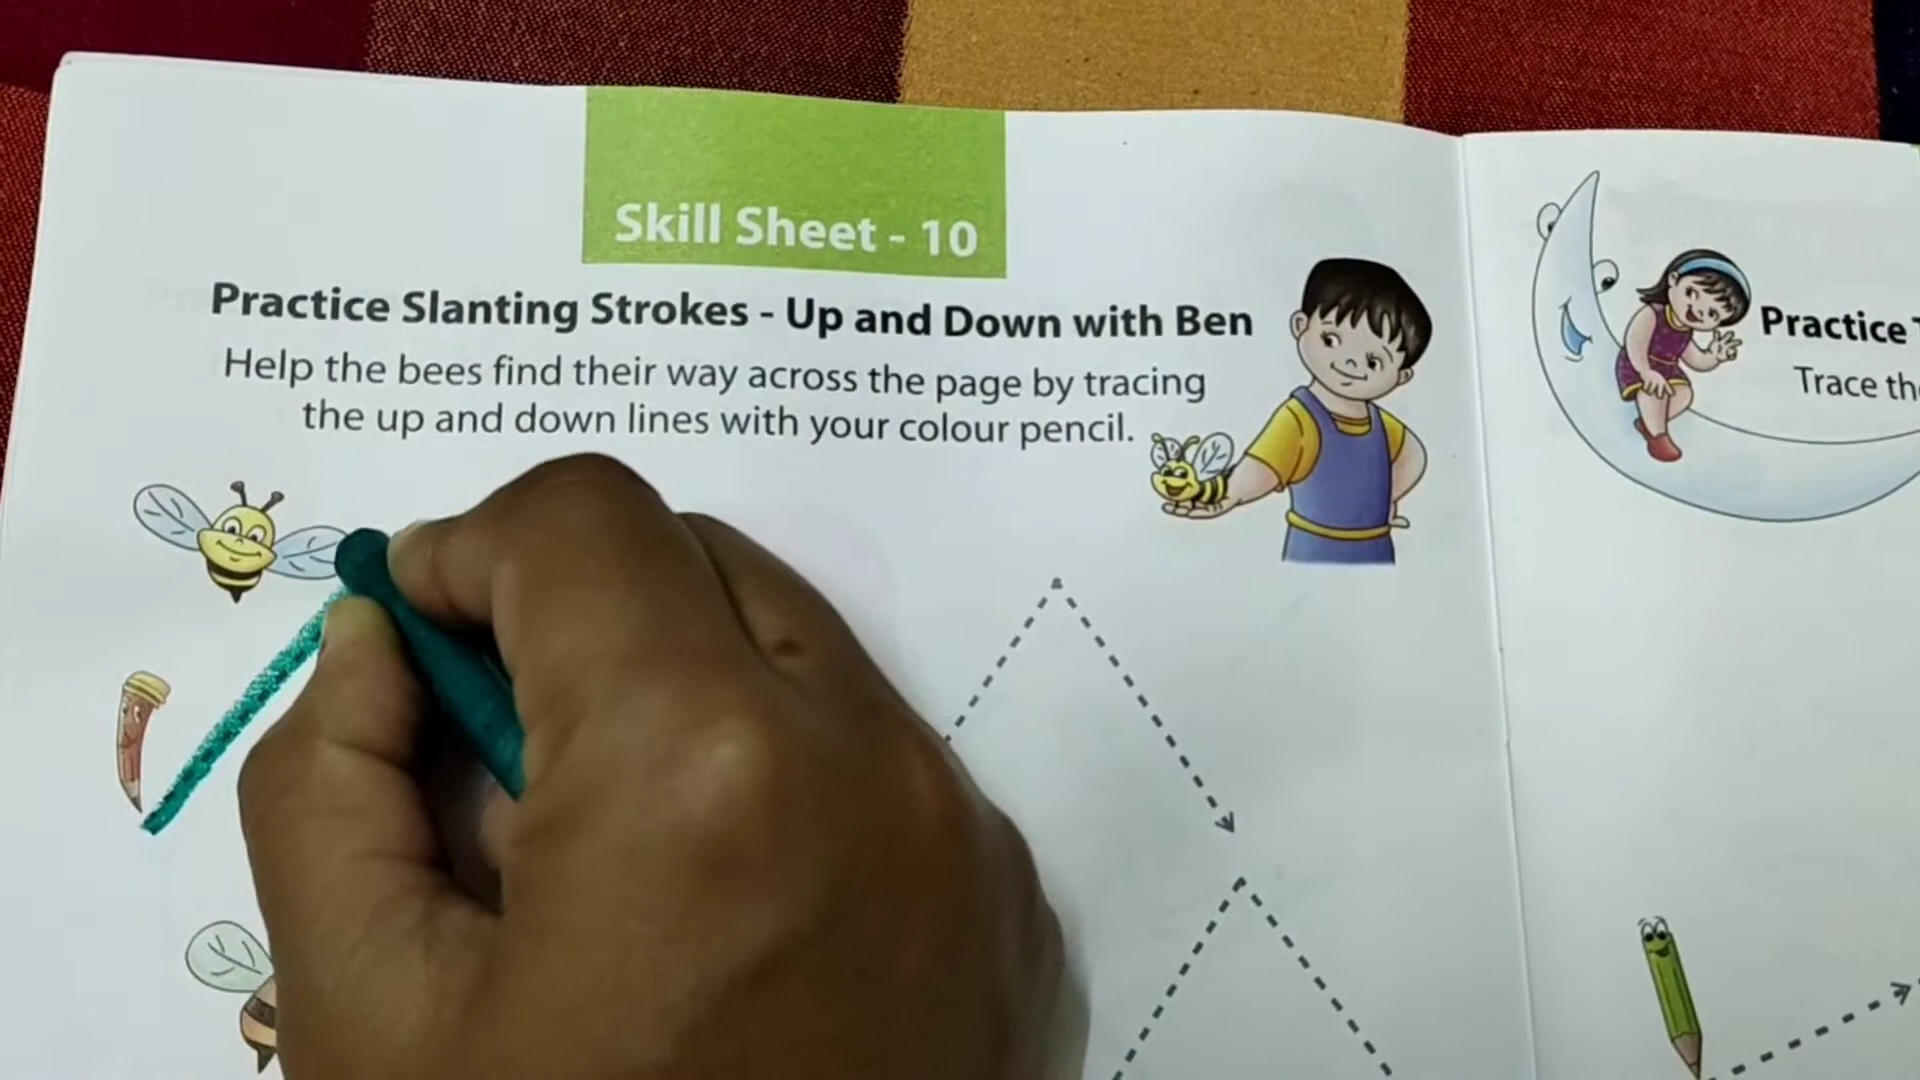 Skill Sheet - 10
Practice Slanting Strokes - Up and Down with Ben
Help the bees find their way across the page by tracing
the up and down lines with your colour pencil.
Practice
Trace